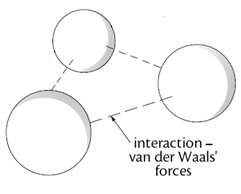 interaction –
van der Waals'
forces